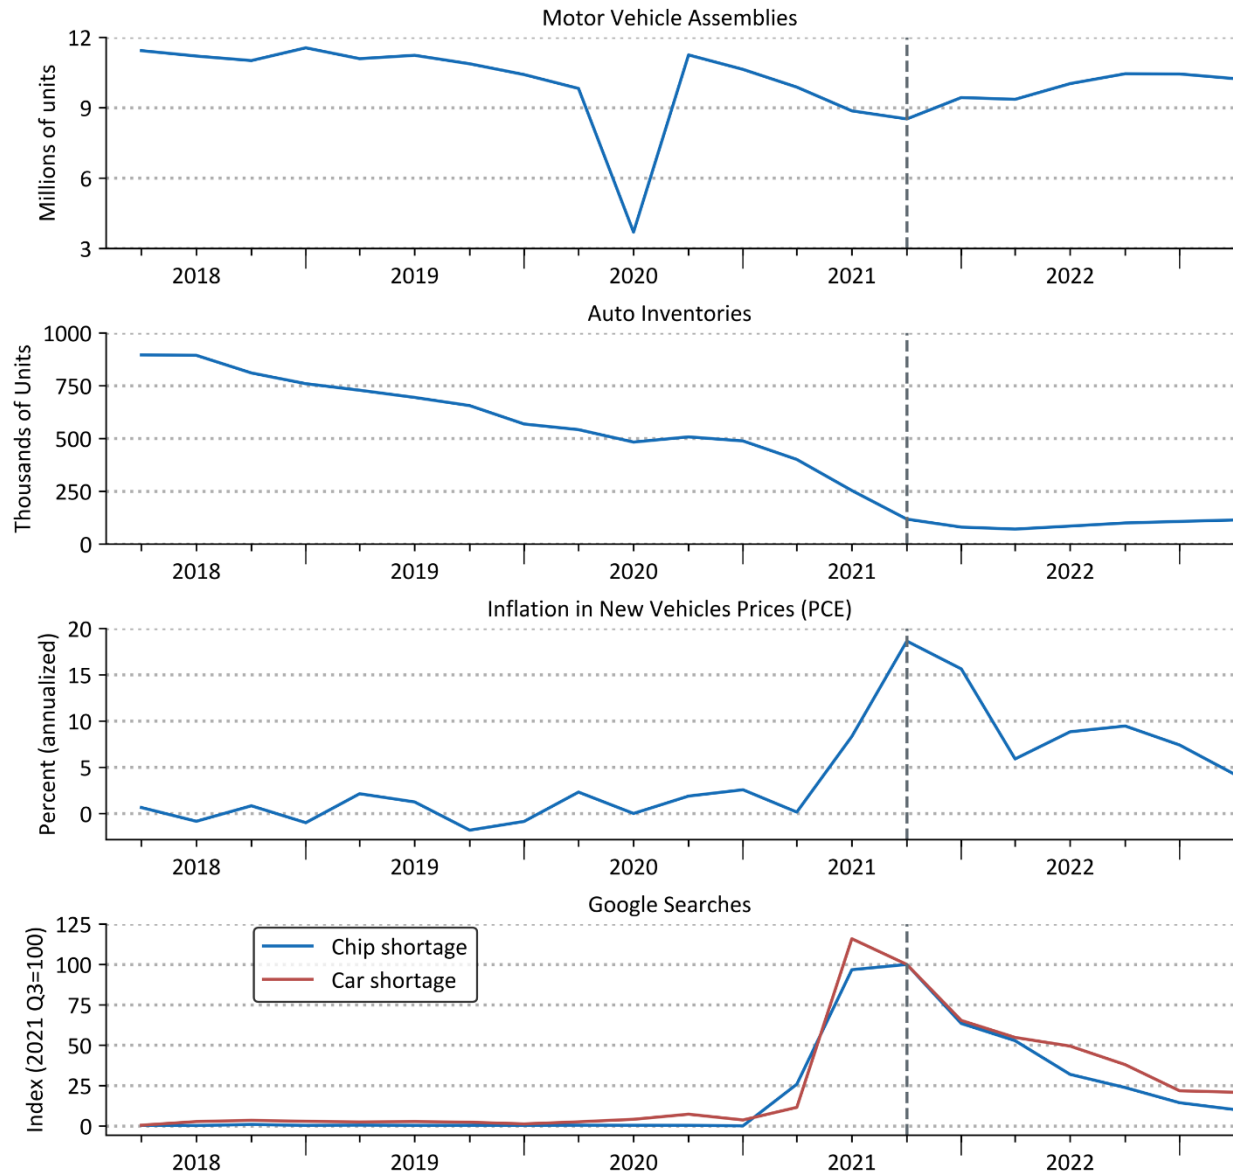 Motor Vehicle Assemblies
Millions of units
12
9
6
3
2018 2019 2020 2021 2022
Auto Inventories
Thousands of Units
1000
750
500
250
0
2018 2019 2020 2021 2022
Inflation in New Vehicles Prices (PCE)
Percent (annualized)
20
15
10
5
0
2018 2019 2020 2021 2022
Google Searches
Index (2021 Q3=100)
125
100
75
50
25
0
Chip shortage
Car shortage
2018 2019 2020 2021 2022